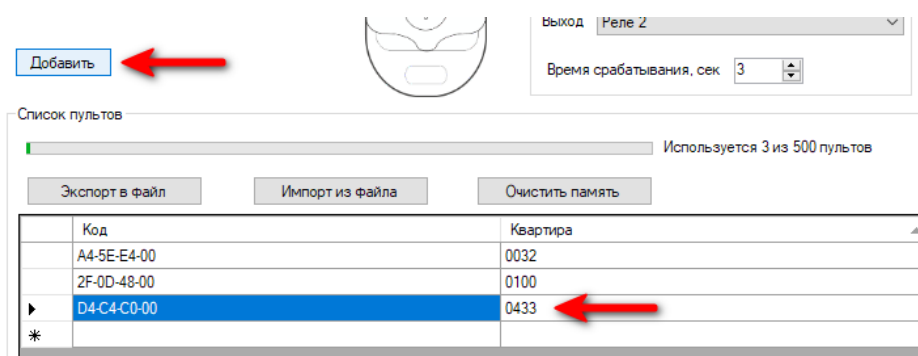 Выход Реле 2
Добавить
Время срабатывания, сек 3
Список пультов
Используется 3 из 500 пультов
Экспорт в файл Импорт из файла Очистить память
Код Квартира
A4-5E-E4-00 0032
2F-0D-48-00 0100
D4-C4-C0-00 0433